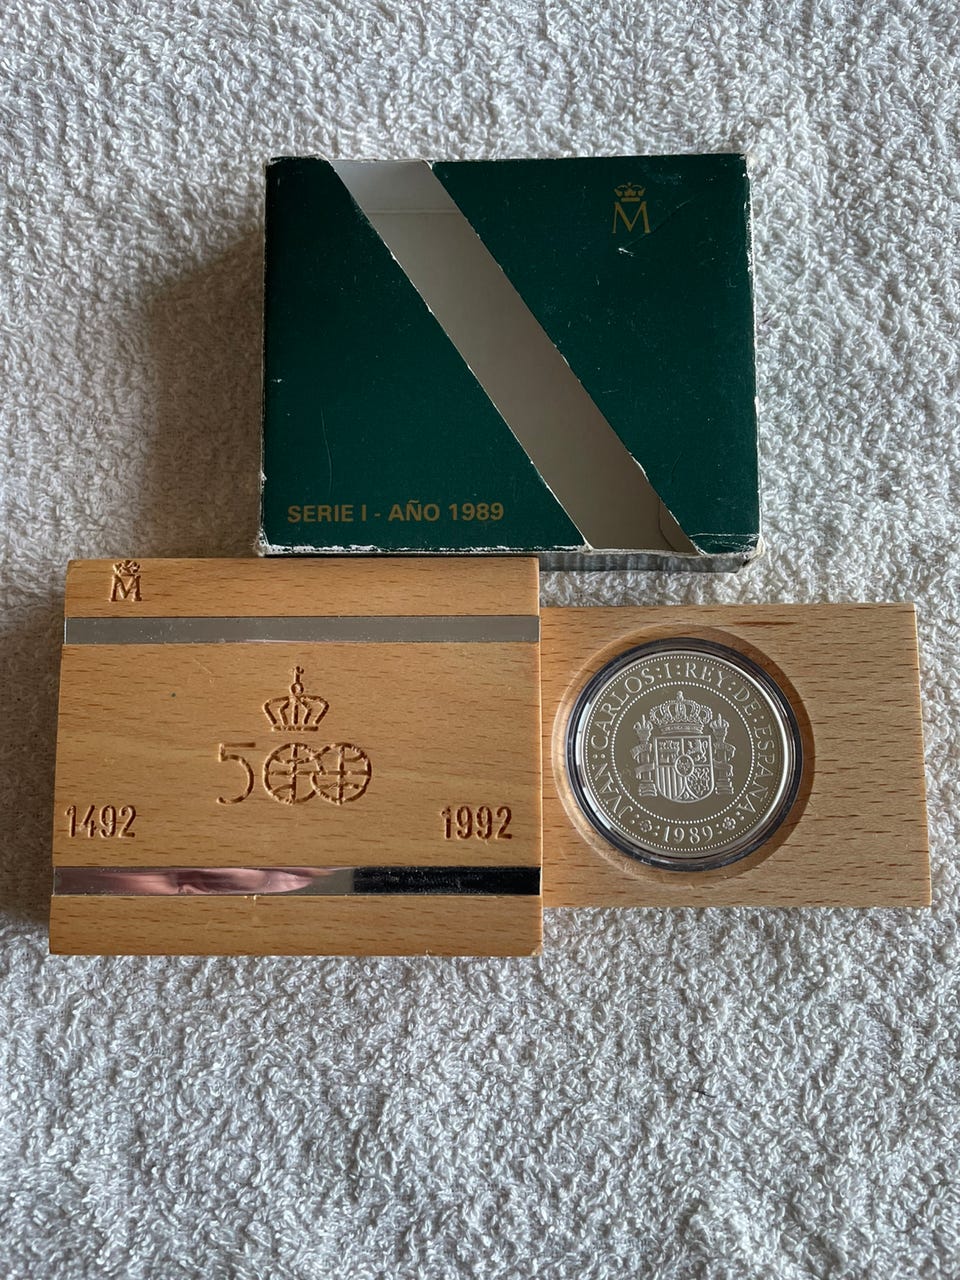 M
SERIE I - AÑO 1989
M
500
1492
1992
·IVAN:CARLOS:I:REY:DE:ESPAÑA:
·1989·